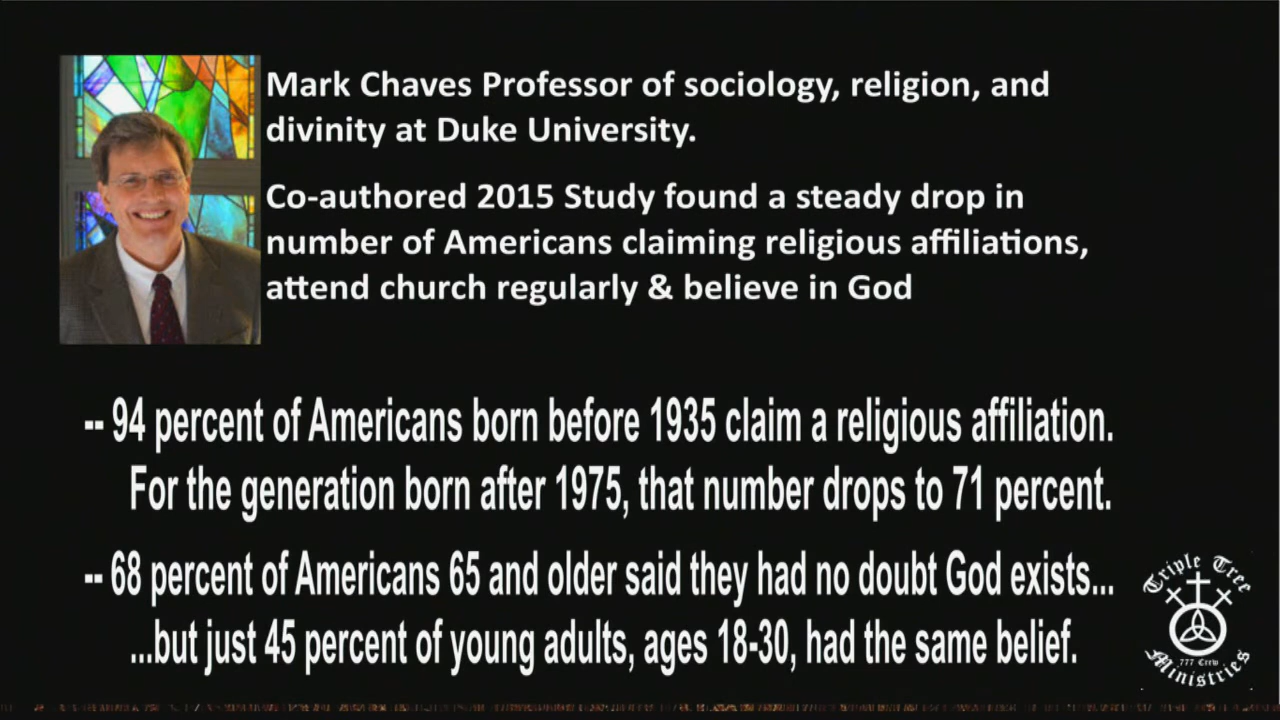 Mark Chaves Professor of sociology, religion, and
divinity at Duke University.
Co-authored 2015 Study found a steady drop in
number of Americans claiming religious affiliations,
attend church regularly & believe in God
-- 94 percent of Americans born before 1935 claim a religious affiliation.
For the generation born after 1975, that number drops to 71 percent.
-- 68 percent of Americans 65 and older said they had no doubt God exists...
...but just 45 percent of young adults, ages 18-30, had the same belief.
Triple Tree
777 Crew
Ministries